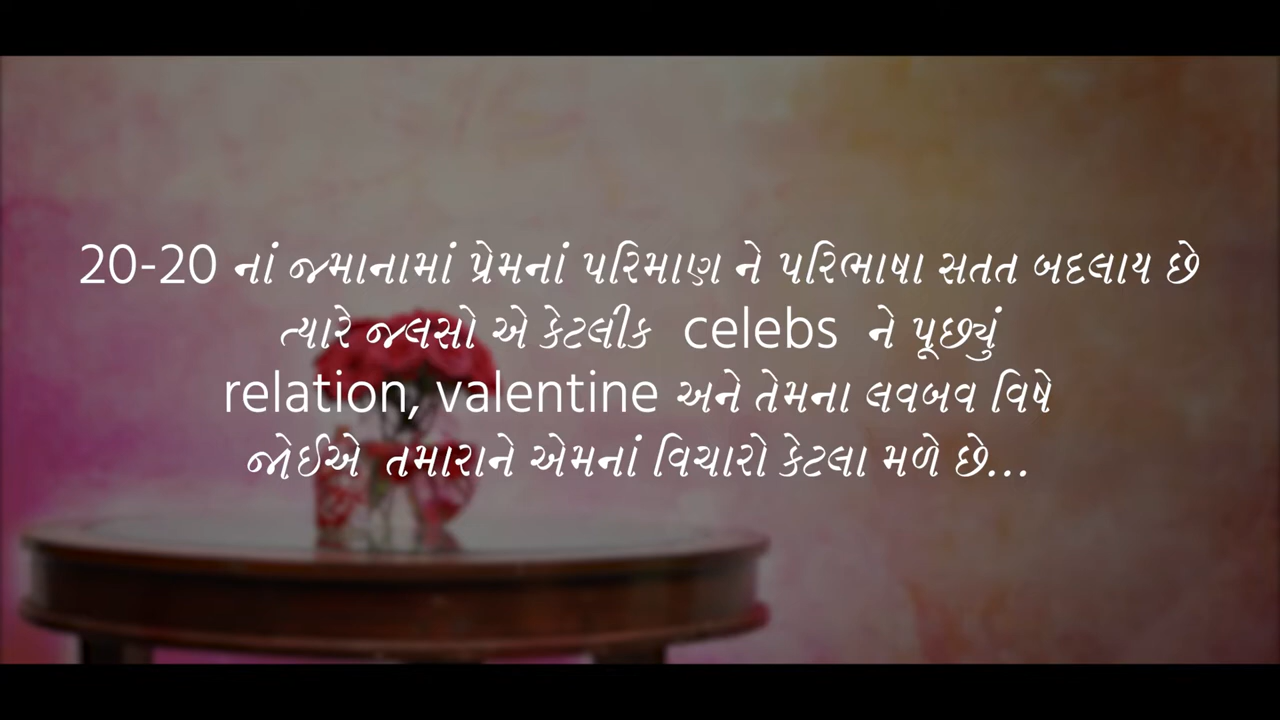 20-20 નાં જમાનામાં પ્રેમનાં પરિમાણ ને પરિભાષા સતત બદલાય છે
ત્યારે જલસો એ કેટલીક celebs ને પૂછ્યું
relation, valentine અને તેમના લવબવ વિષે
જોઈએ તમારાને એમનાં વિચારો કેટલા મળે છે...